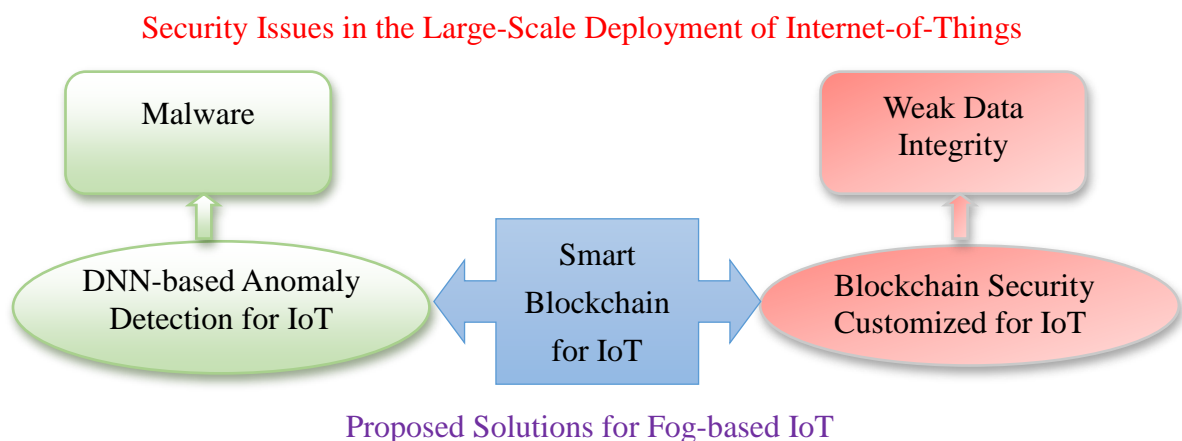 Security Issues in the Large-Scale Deployment of Internet-of-Things
Malware
Weak Data
Integrity
DNN-based Anomaly
Detection for IoT
Smart
Blockchain
for IoT
Blockchain Security
Customized for IoT
Proposed Solutions for Fog-based IoT